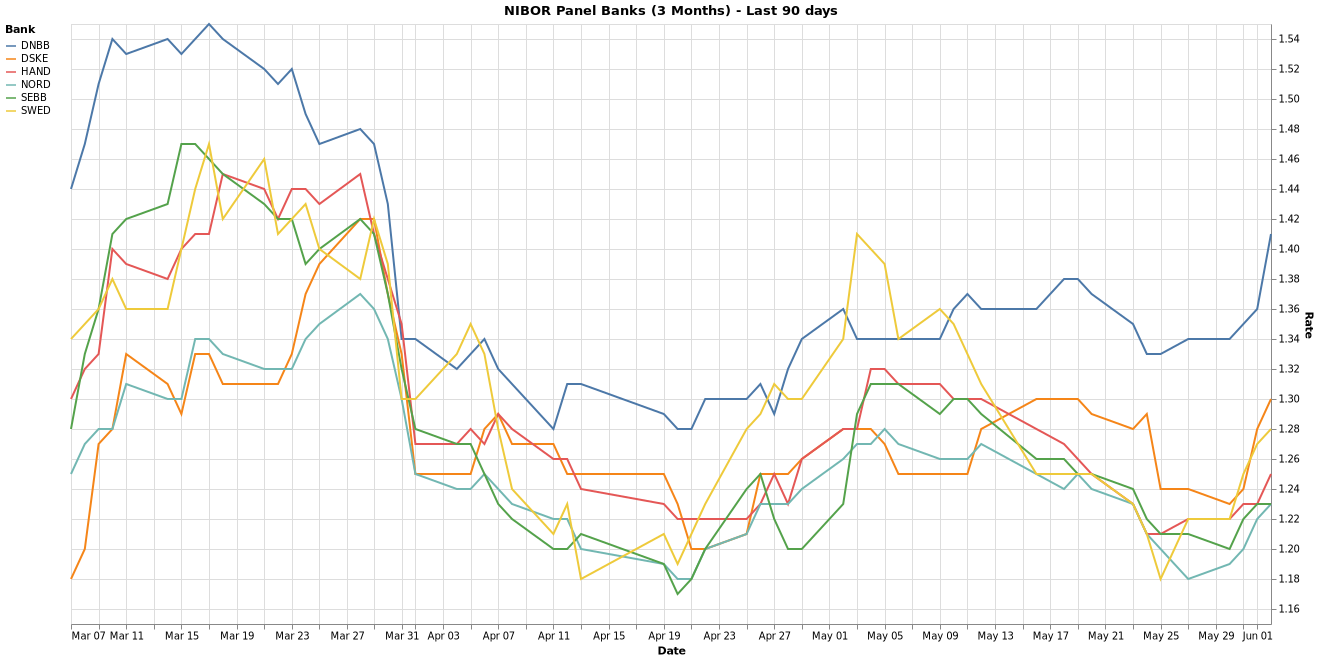 NIBOR Panel Banks (3 Months) - Last 90 days
Bank
DNBB
DSKE
HAND
NORD
SEBB
SWED
1.54
1.52
1.50
1.48
1.46
1.44
1.42
1.40
1.38
1.36
1.34
1.32
1.30
1.28
1.26
1.24
1.22
1.20
1.18
1.16
Rate
Mar 07 Mar 11 Mar 15 Mar 19 Mar 23 Mar 27 Mar 31 Apr 03 Apr 07 Apr 11 Apr 15 Apr 19 Apr 23 Apr 27 May 01 May 05 May 09 May 13 May 17 May 21 May 25 May 29 Jun 01
Date